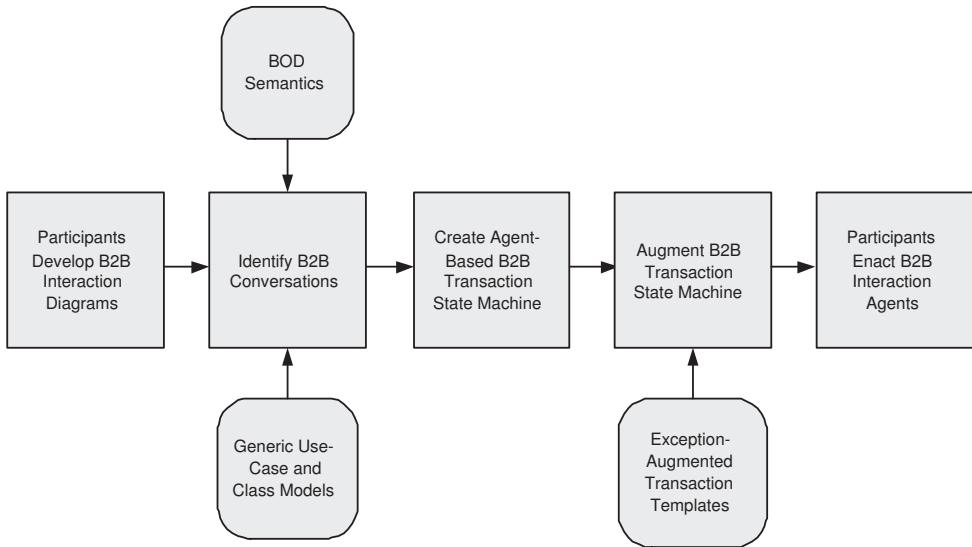 BOD
Semantics
Participants
Develop B2B
Interaction
Diagrams
Identify B2B
Conversations
Create Agent-
Based B2B
Transaction
State Machine
Augment B2B
Transaction
State Machine
Participants
Enact B2B
Interaction
Agents
Generic Use-
Case and
Class Models
Exception-
Augmented
Transaction
Templates